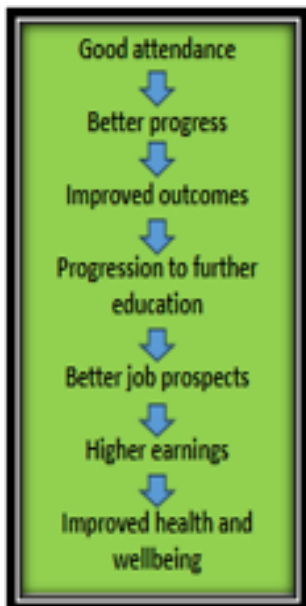 Good attendance
Better progress
Improved outcomes
Progression to further
education
Better job prospects
Higher earnings
Improved health and
wellbeing